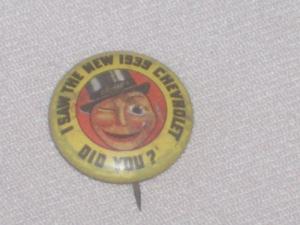 I SAW THE NEW 1939 CHEVROLET
DID YOU?